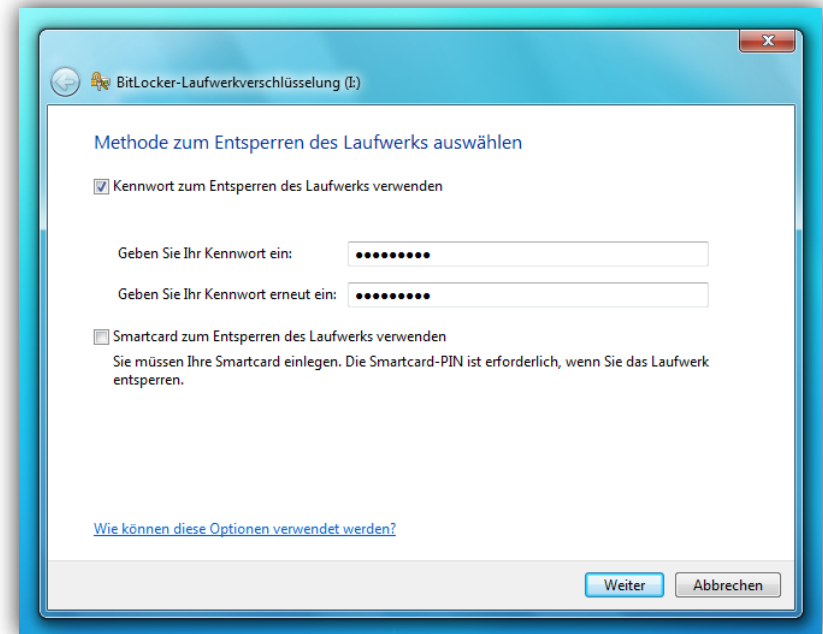 BitLocker-Laufwerkverschlüsselung (I:)
Methode zum Entsperren des Laufwerks auswählen
Kennwort zum Entsperren des Laufwerks verwenden
Geben Sie Ihr Kennwort ein: ●●●●●●●●●
Geben Sie Ihr Kennwort erneut ein: ●●●●●●●●●
Smartcard zum Entsperren des Laufwerks verwenden
Sie müssen Ihre Smartcard einlegen. Die Smartcard-PIN ist erforderlich, wenn Sie das Laufwerk
entsperren.
Wie können diese Optionen verwendet werden?
Weiter Abbrechen